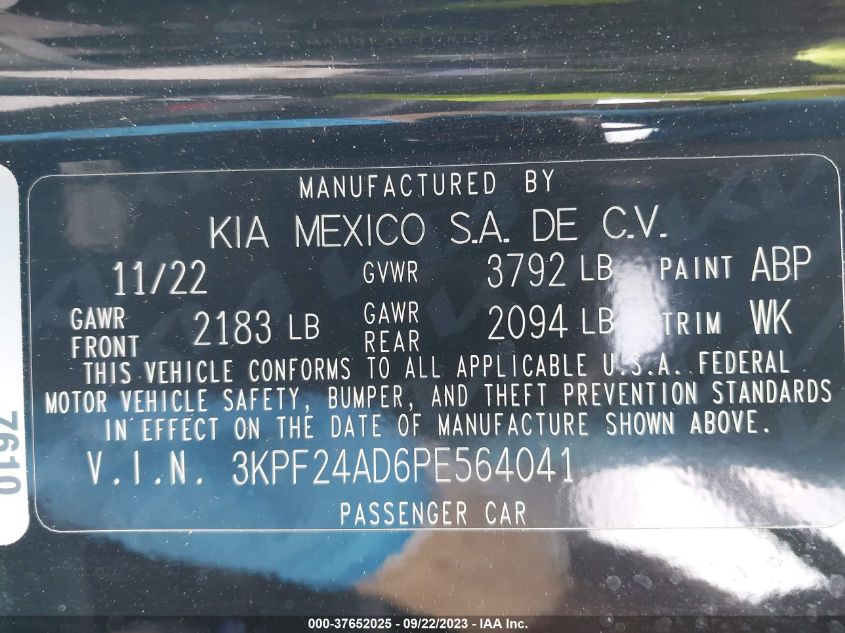 MANUFACTURED BY
KIA MEXICO S.A. DE C.V.
11/22 GVWR 3792 LB PAINT ABP
GAWR FRONT 2183 LB GAWR REAR 2094 LB TRIM WK
THIS VEHICLE CONFORMS TO ALL APPLICABLE U.S.A. FEDERAL
MOTOR VEHICLE SAFETY, BUMPER, AND THEFT PREVENTION STANDARDS
IN EFFECT ON THE DATE OF MANUFACTURE SHOWN ABOVE.
V.I.N. 3KPF24AD6PE564041
PASSENGER CAR
7610
000-37652025 - 09/22/2023 - IAA Inc.